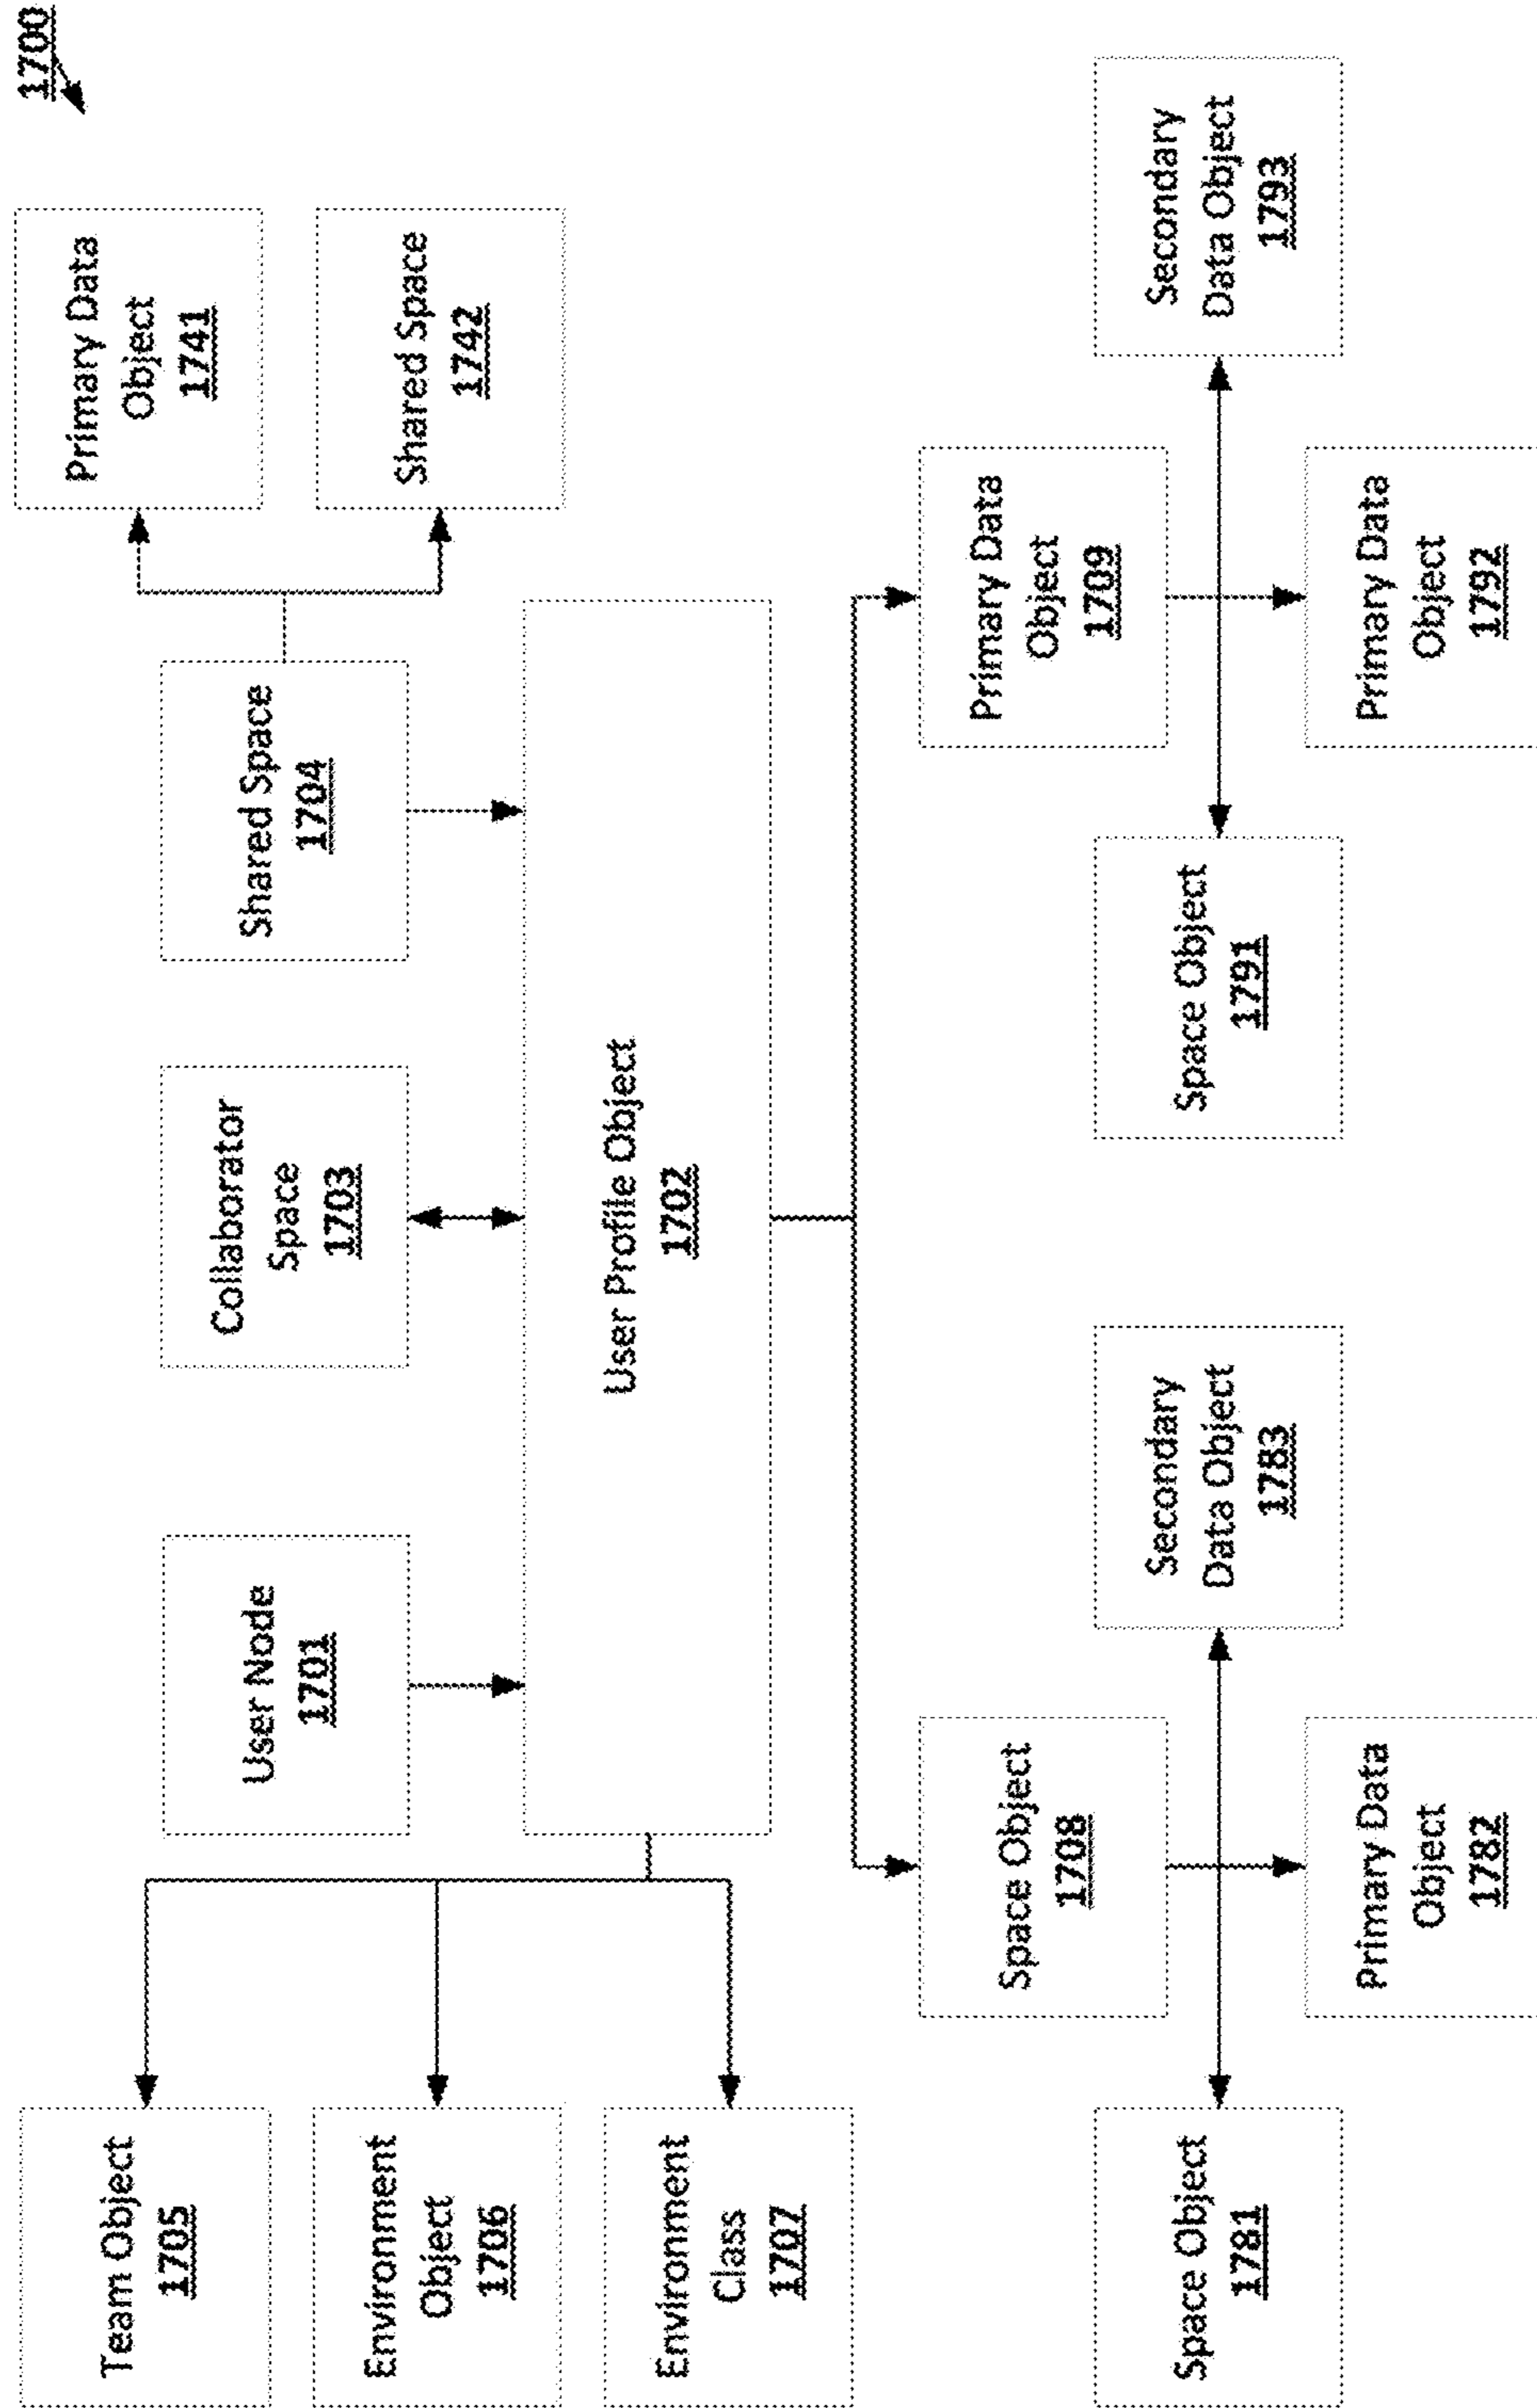 1700
Team Object
1705
Environment
Object
1706
Environment
Class
1707
User Node
1701
Collaborator
Space
1703
Shared Space
1704
Primary Data
Object
1741
Shared Space
1742
User Profile Object
1702
Space Object
1708
Primary Data
Object
1709
Space Object
1781
Secondary
Data Object
1783
Primary Data
Object
1782
Space Object
1791
Secondary
Data Object
1793
Primary Data
Object
1792